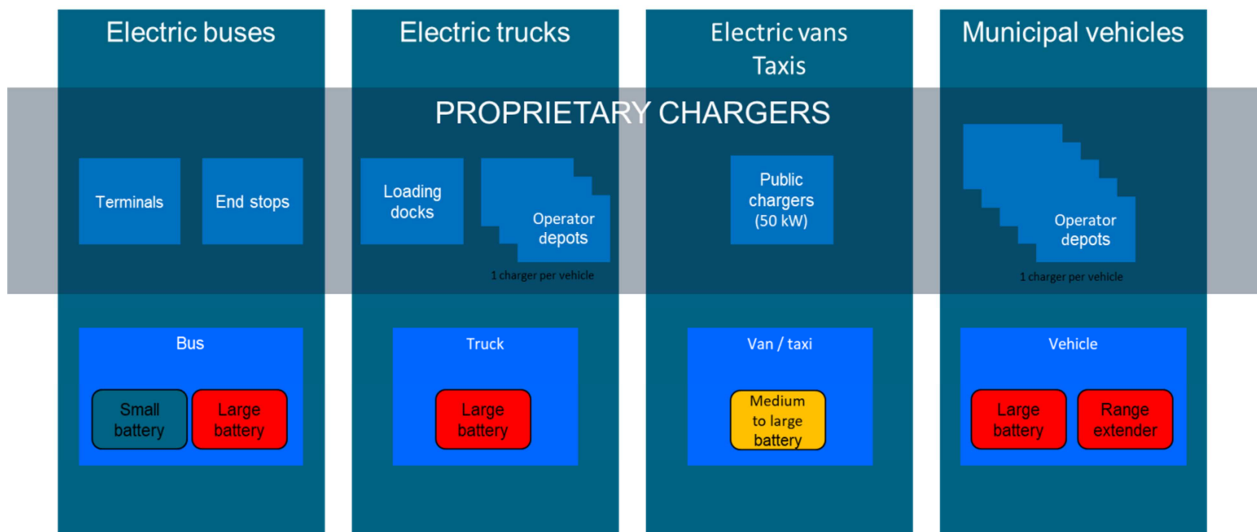 Electric buses
Electric trucks
Electric vans
Taxis
Municipal vehicles
PROPRIETARY CHARGERS
Terminals
End stops
Loading
docks
Operator
depots
1 charger per vehicle
Public
chargers
(50 kW)
Operator
depots
1 charger per vehicle
Bus
Small
battery
Large
battery
Truck
Large
battery
Van / taxi
Medium
to large
battery
Vehicle
Large
battery
Range
extender